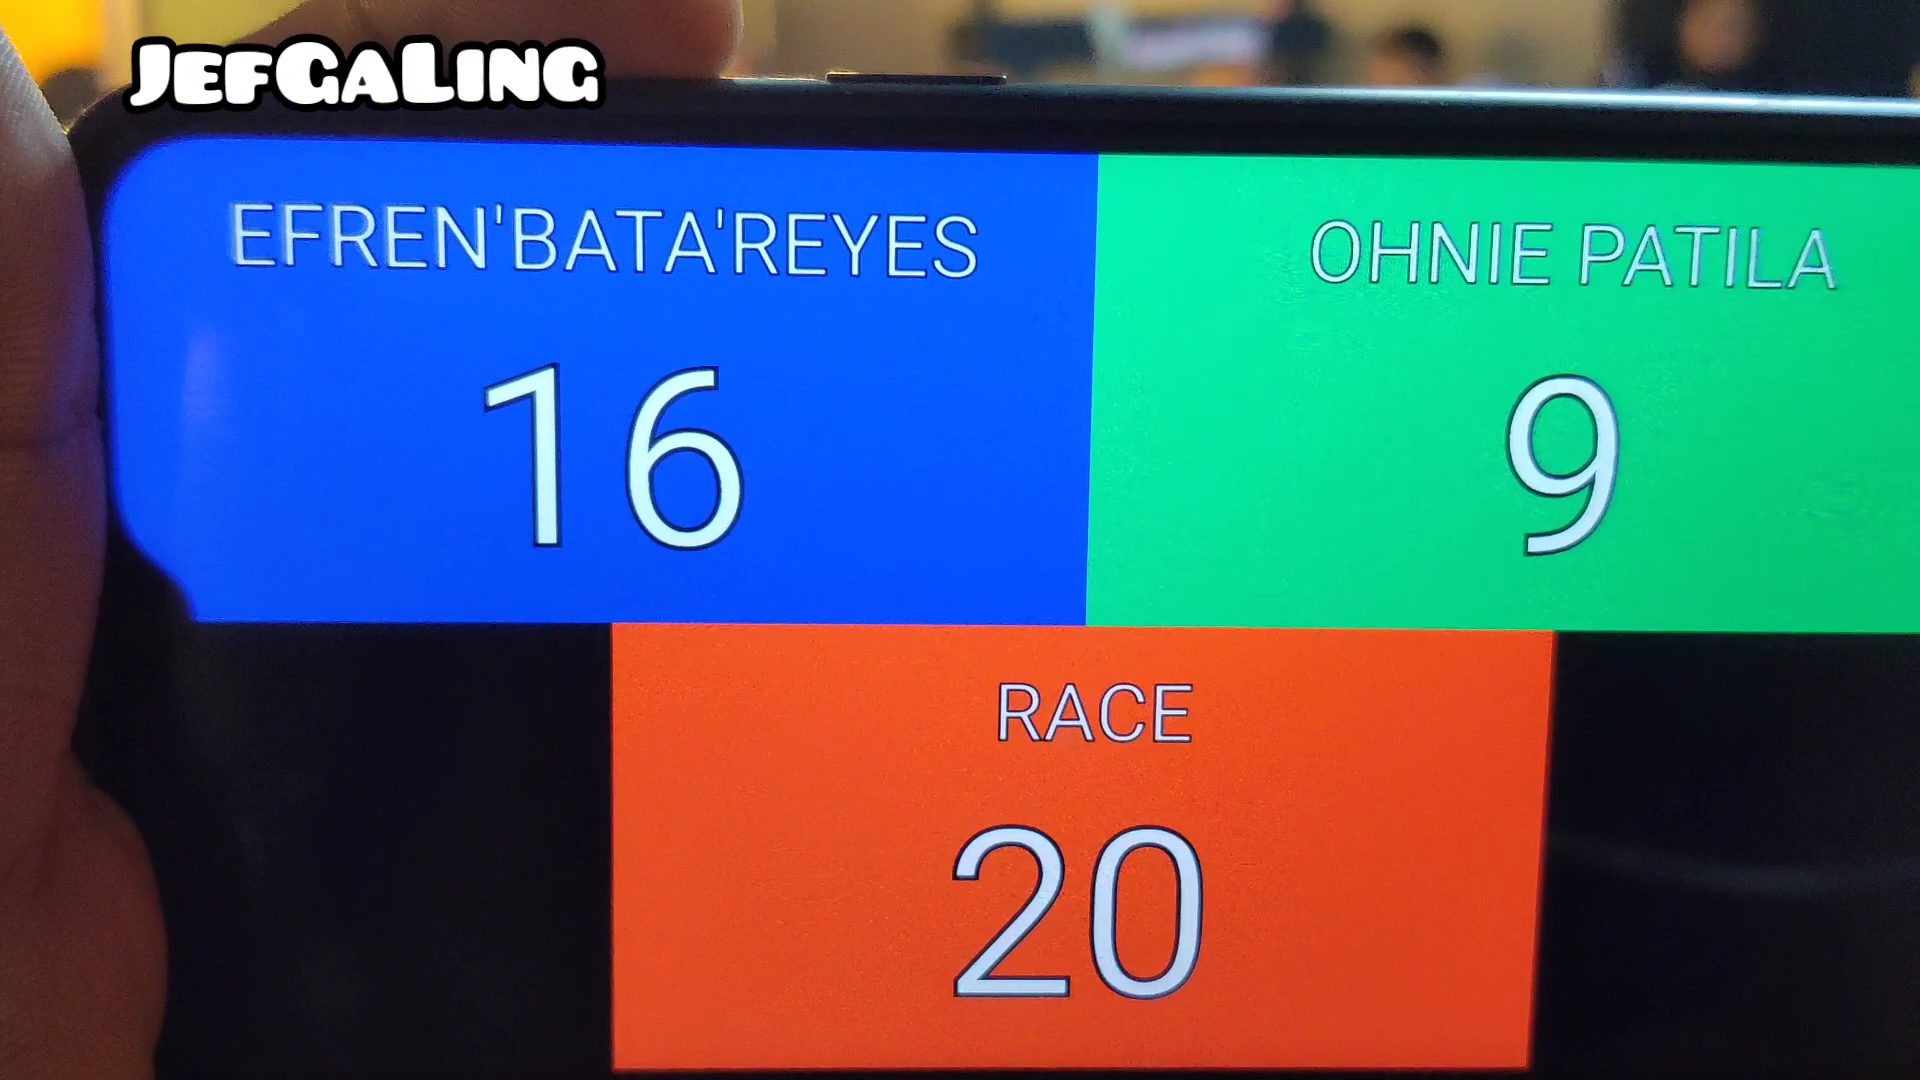 JEFGALING
EFREN'BATA'REYES
OHNIE PATILA
16
9
RACE
20